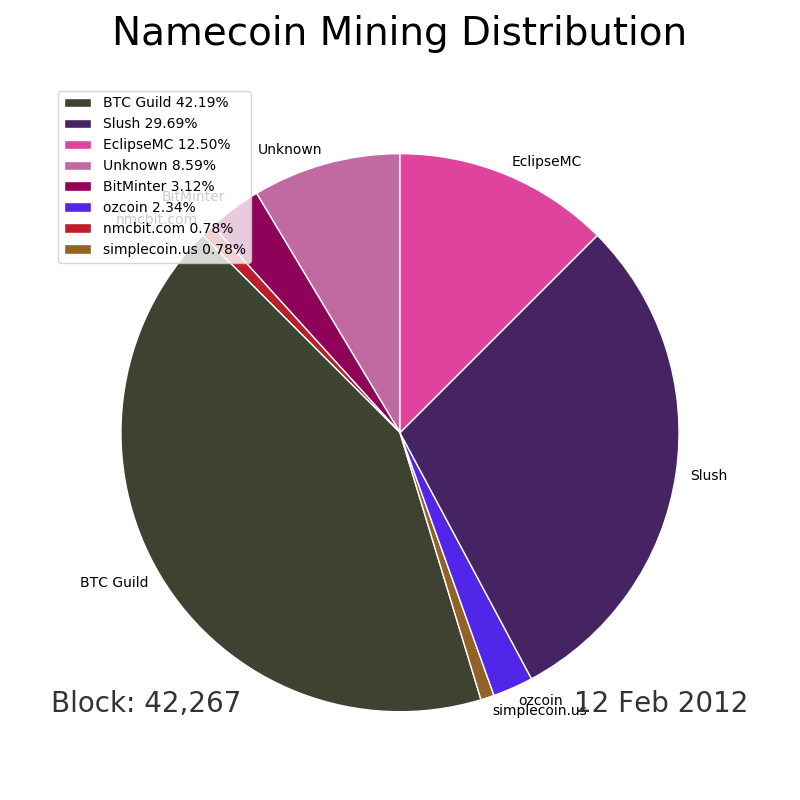 Namecoin Mining Distribution
BTC Guild 42.19%
Slush 29.69%
EclipseMC 12.50%
Unknown 8.59%
BitMinter 3.12%
ozcoin 2.34%
nmcbit.com 0.78%
simplecoin.us 0.78%
Unknown
EclipseMC
BitMinter
nmcbit.com
Slush
BTC Guild
ozcoin
simplecoin.us
Block: 42,267
12 Feb 2012